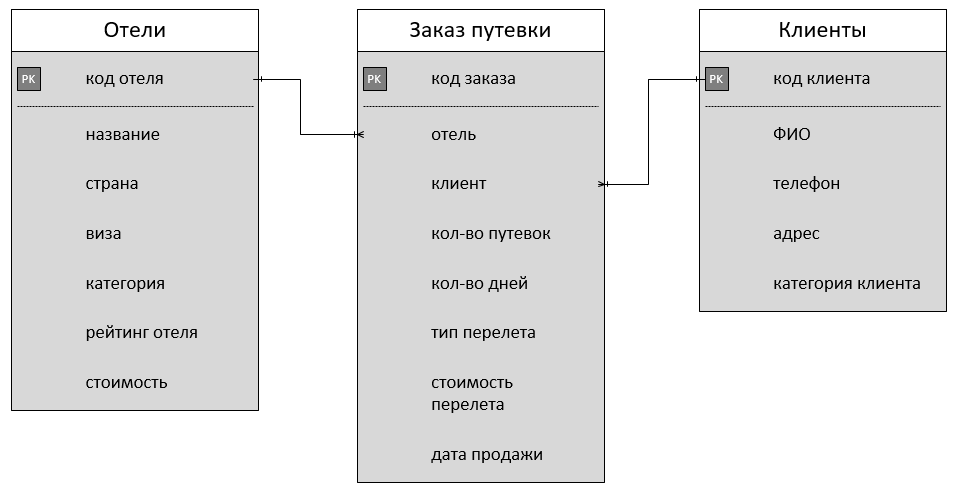 Отели
PK код отеля
название
страна
виза
категория
рейтинг отеля
стоимость
Заказ путевки
PK код заказа
отель
клиент
кол-во путевок
кол-во дней
тип перелета
стоимость
перелета
дата продажи
Клиенты
PK код клиента
ФИО
телефон
адрес
категория клиента